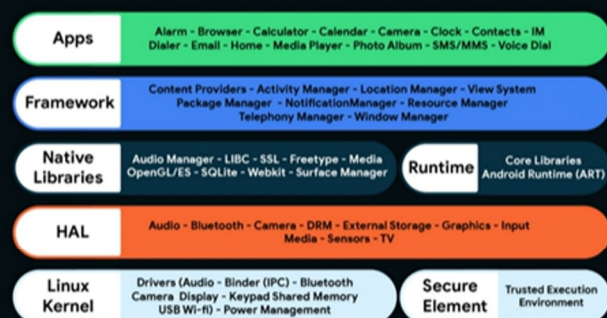 Apps
Alarm - Browser - Calculator - Calendar - Camera - Clock - Contacts - IM
Dialer - Email - Home - Media Player - Photo Album - SMS/MMS - Voice Dial
Framework
Content Providers - Activity Manager - Location Manager - View System
Package Manager - NotificationManager - Resource Manager
Telephony Manager - Window Manager
Native
Libraries
Audio Manager - LIBC - SSL - Freetype - Media
OpenGL/ES - SQLite - Webkit - Surface Manager
Runtime
Core Libraries
Android Runtime (ART)
HAL
Audio - Bluetooth - Camera - DRM - External Storage - Graphics - Input
Media - Sensors - TV
Linux
Kernel
Drivers (Audio - Binder (IPC) - Bluetooth
Camera Display - Keypad Shared Memory
USB Wi-fi) - Power Management
Secure
Element
Trusted Execution
Environment